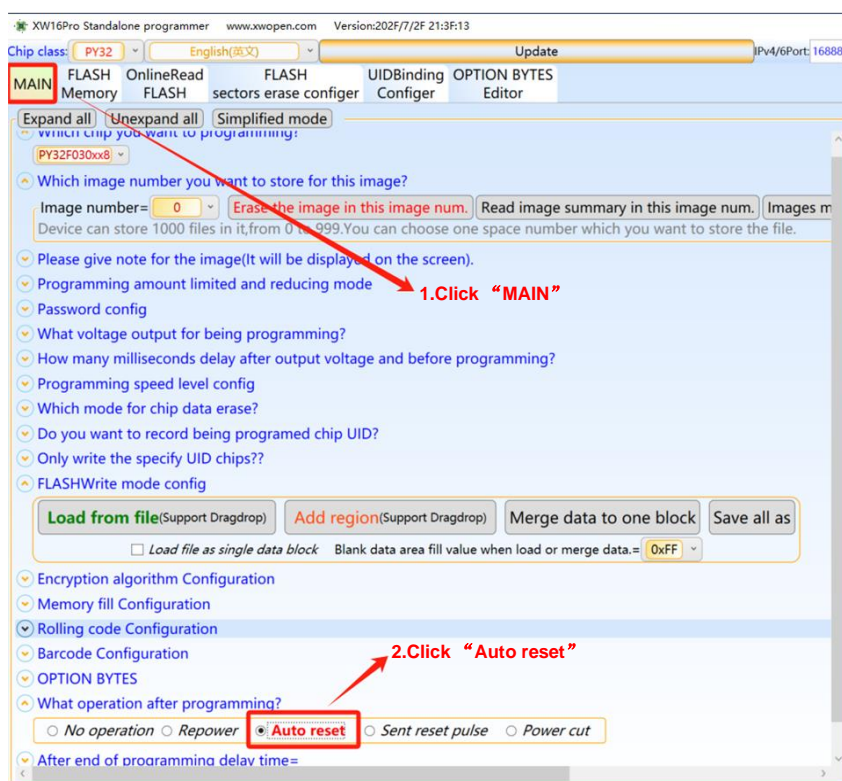 XW16Pro Standalone programmer www.xwopen.com Version:202F/7/2F 21:3F:13
Chip class: PY32 English(英文) Update IPv4/6Port: 16888
MAIN FLASH Memory OnlineRead FLASH FLASH sectors erase configer UIDBinding Configer OPTION BYTES Editor
Expand all Unexpand all Simplified mode
Which chip you want to programming?
PY32F030xx8
Which image number you want to store for this image?
Image number= 0 Erase the image in this image num. Read image summary in this image num. Images m
Device can store 1000 files in it,from 0 to 999.You can choose one space number which you want to store the file.
Please give note for the image(It will be displayed on the screen).
Programming amount limited and reducing mode
1.Click “MAIN”
Password config
What voltage output for being programming?
How many milliseconds delay after output voltage and before programming?
Programming speed level config
Which mode for chip data erase?
Do you want to record being programed chip UID?
Only write the specify UID chips??
FLASHWrite mode config
Load from file(Support Dragdrop) Add region(Support Dragdrop) Merge data to one block Save all as
Load file as single data block Blank data area fill value when load or merge data.= 0xFF
Encryption algorithm Configuration
Memory fill Configuration
Rolling code Configuration
Barcode Configuration
2.Click “Auto reset”
OPTION BYTES
What operation after programming?
No operation Repower Auto reset Sent reset pulse Power cut
After end of programming delay time=